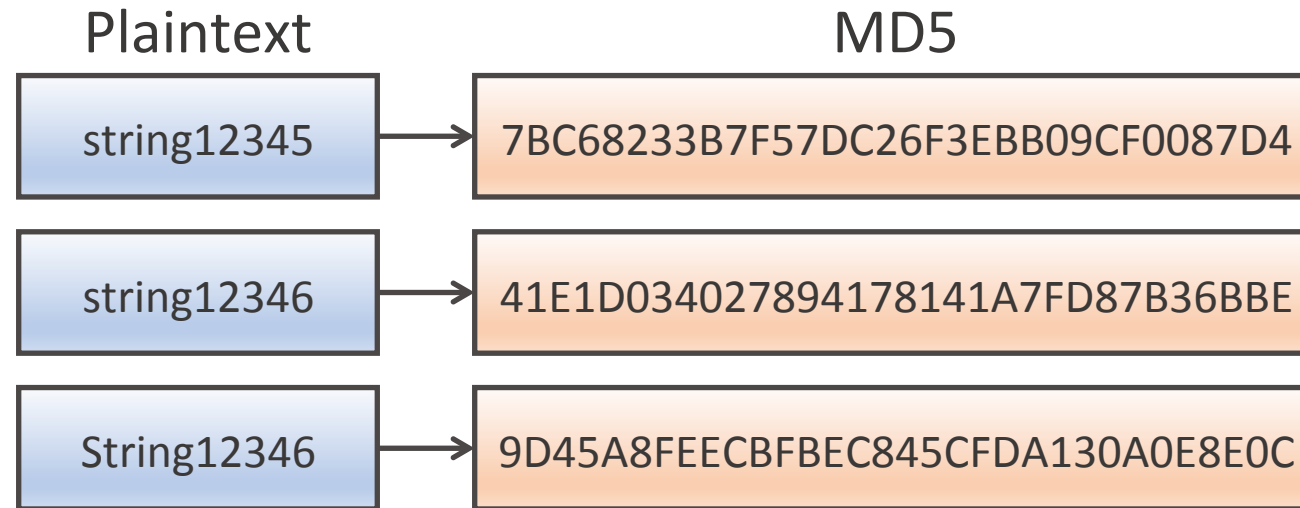 Plaintext MD5
string12345 7BC68233B7F57DC26F3EBB09CF0087D4
string12346 41E1D034027894178141A7FD87B36BBE
String12346 9D45A8FEECBFBEC845CFDA130A0E8E0C